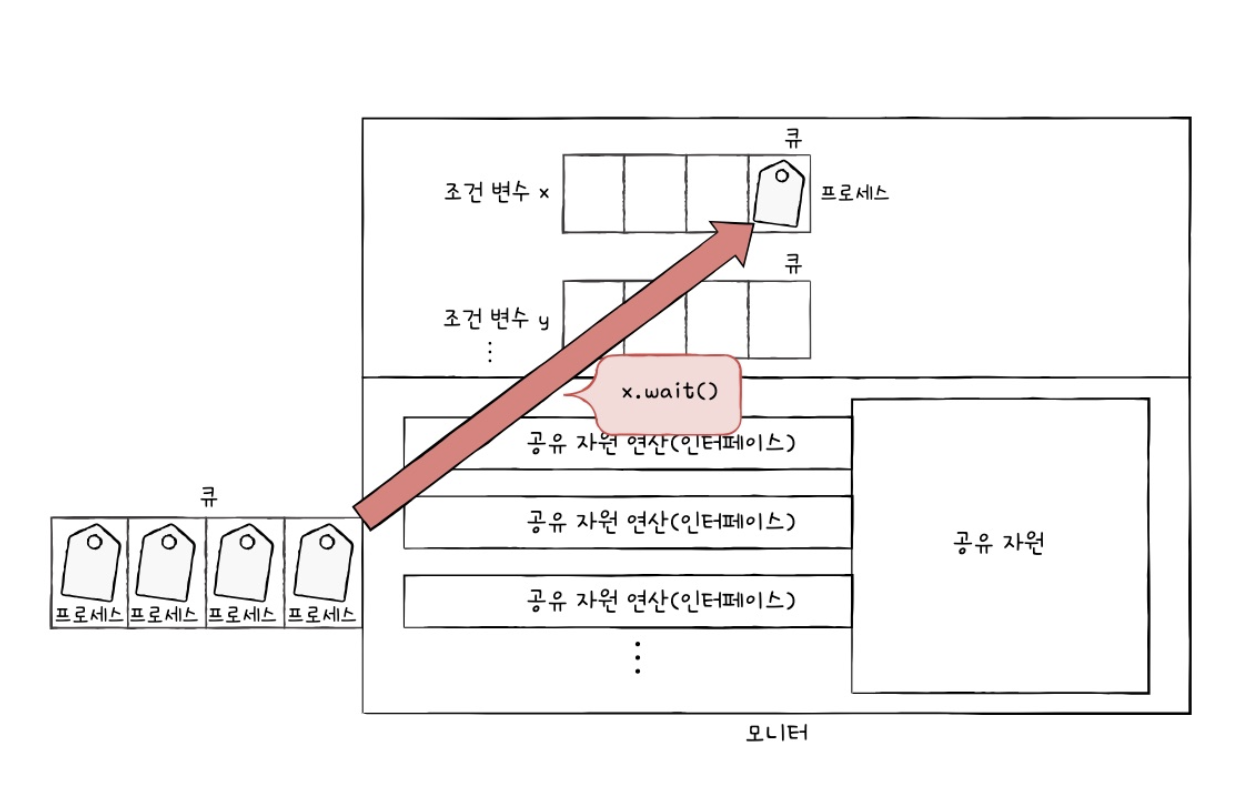 큐
조건 변수 x
프로세스
큐
조건 변수 y
x.wait()
공유 자원 연산(인터페이스)
큐
공유 자원 연산(인터페이스)
공유 자원
프로세스 프로세스 프로세스 프로세스
공유 자원 연산(인터페이스)
모니터